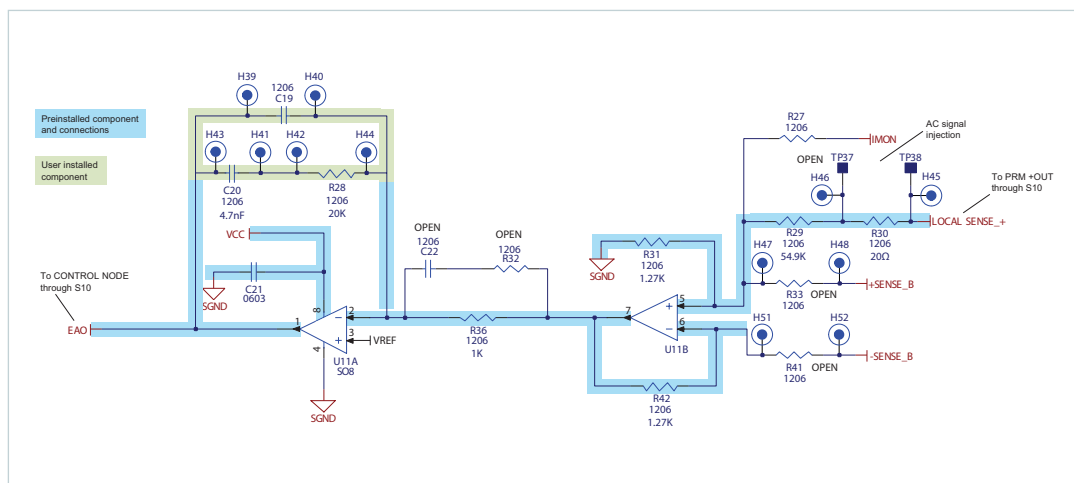 Preinstalled component
and connections
User installed
component
H39
H40
1206
C19
H43
H41
H42
H44
C20
1206
4.7nF
R28
1206
20K
VCC
C21
0603
SGND
To CONTROL NODE
through S10
EAO
1
8
4
2
3
VREF
U11A
SO8
SGND
OPEN
1206
C22
OPEN
1206
R32
R36
1206
1K
SGND
R31
1206
1.27K
7
5
6
U11B
R42
1206
1.27K
R27
1206
IMON
AC signal
injection
OPEN
TP37
TP38
H46
H45
To PRM +OUT
through S10
LOCAL SENSE_+
R29
1206
54.9K
R30
1206
20Ω
H47
H48
R33
1206
OPEN
+SENSE_B
H51
H52
R41
1206
OPEN
-SENSE_B